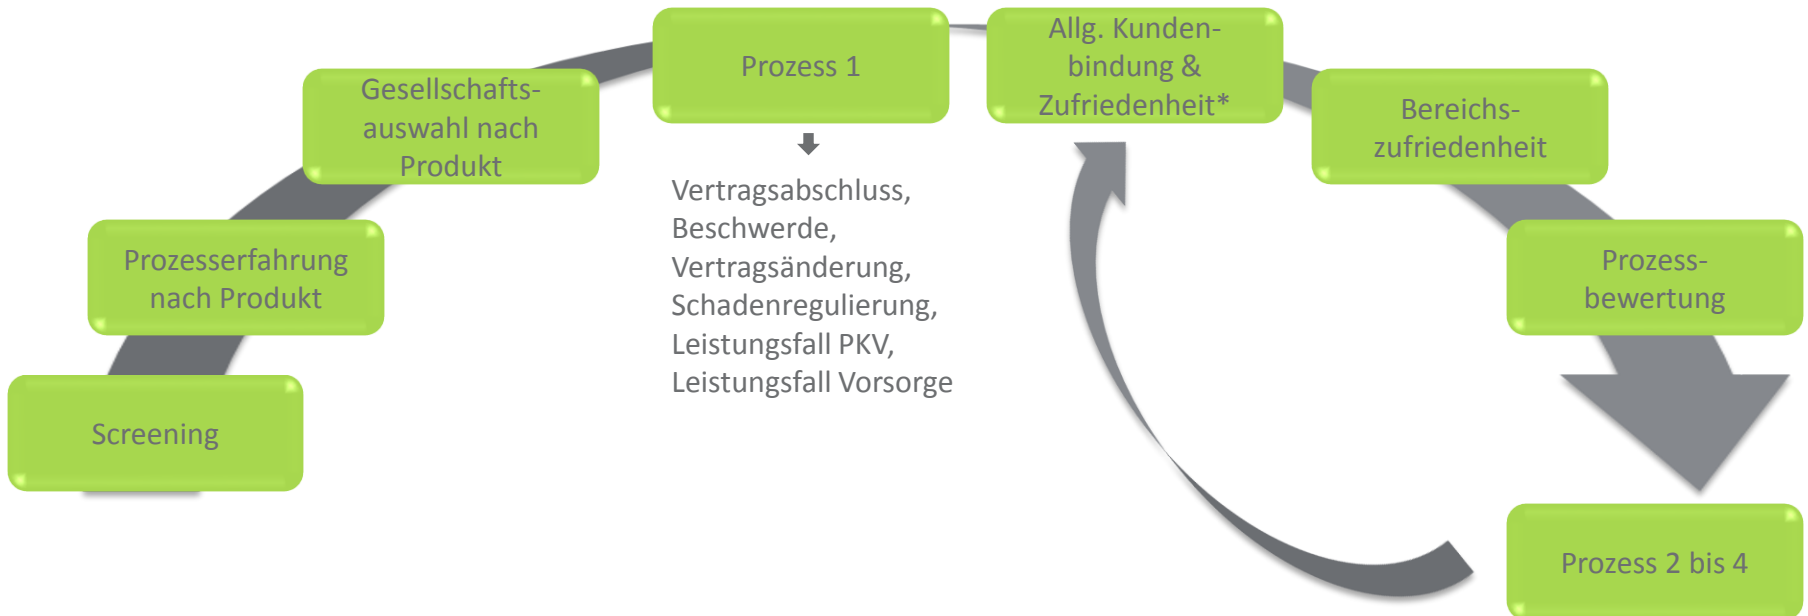 Screening
Prozesserfahrung
nach Produkt
Gesellschafts-
auswahl nach
Produkt
Prozess 1
Vertragsabschluss,
Beschwerde,
Vertragsänderung,
Schadenregulierung,
Leistungsfall PKV,
Leistungsfall Vorsorge
Allg. Kunden-
bindung &
Zufriedenheit*
Bereichs-
zufriedenheit
Prozess-
bewertung
Prozess 2 bis 4